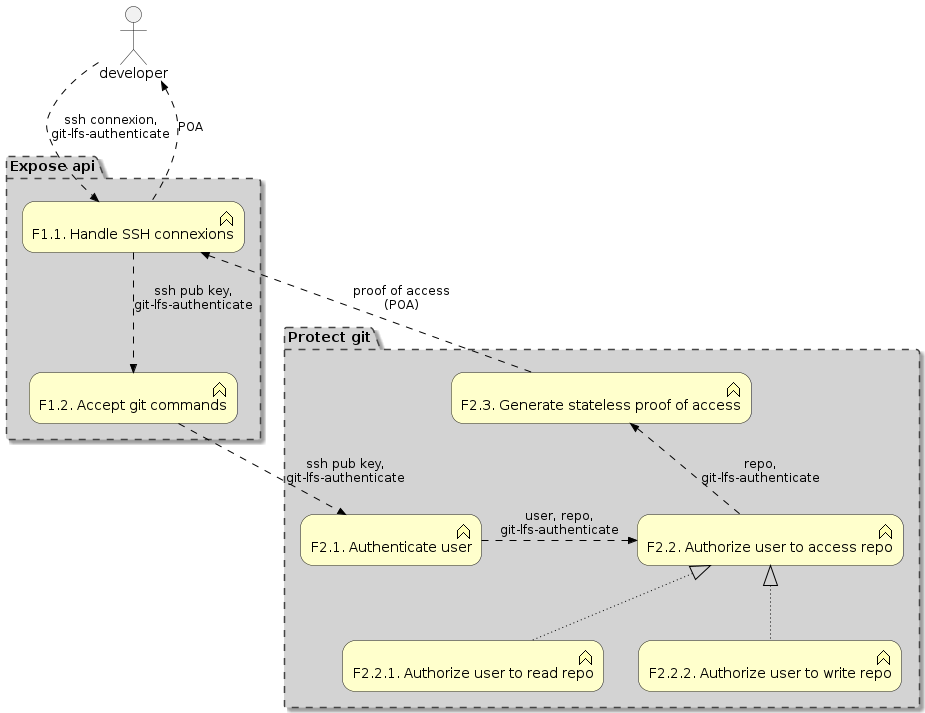 developer
ssh connexion,
git-lfs-authenticate
POA
Expose api
F1.1. Handle SSH connexions
ssh pub key,
git-lfs-authenticate
proof of access
(POA)
Protect git
F1.2. Accept git commands
F2.3. Generate stateless proof of access
ssh pub key,
git-lfs-authenticate
repo,
git-lfs-authenticate
user, repo,
git-lfs-authenticate
F2.1. Authenticate user
F2.2. Authorize user to access repo
F2.2.1. Authorize user to read repo
F2.2.2. Authorize user to write repo